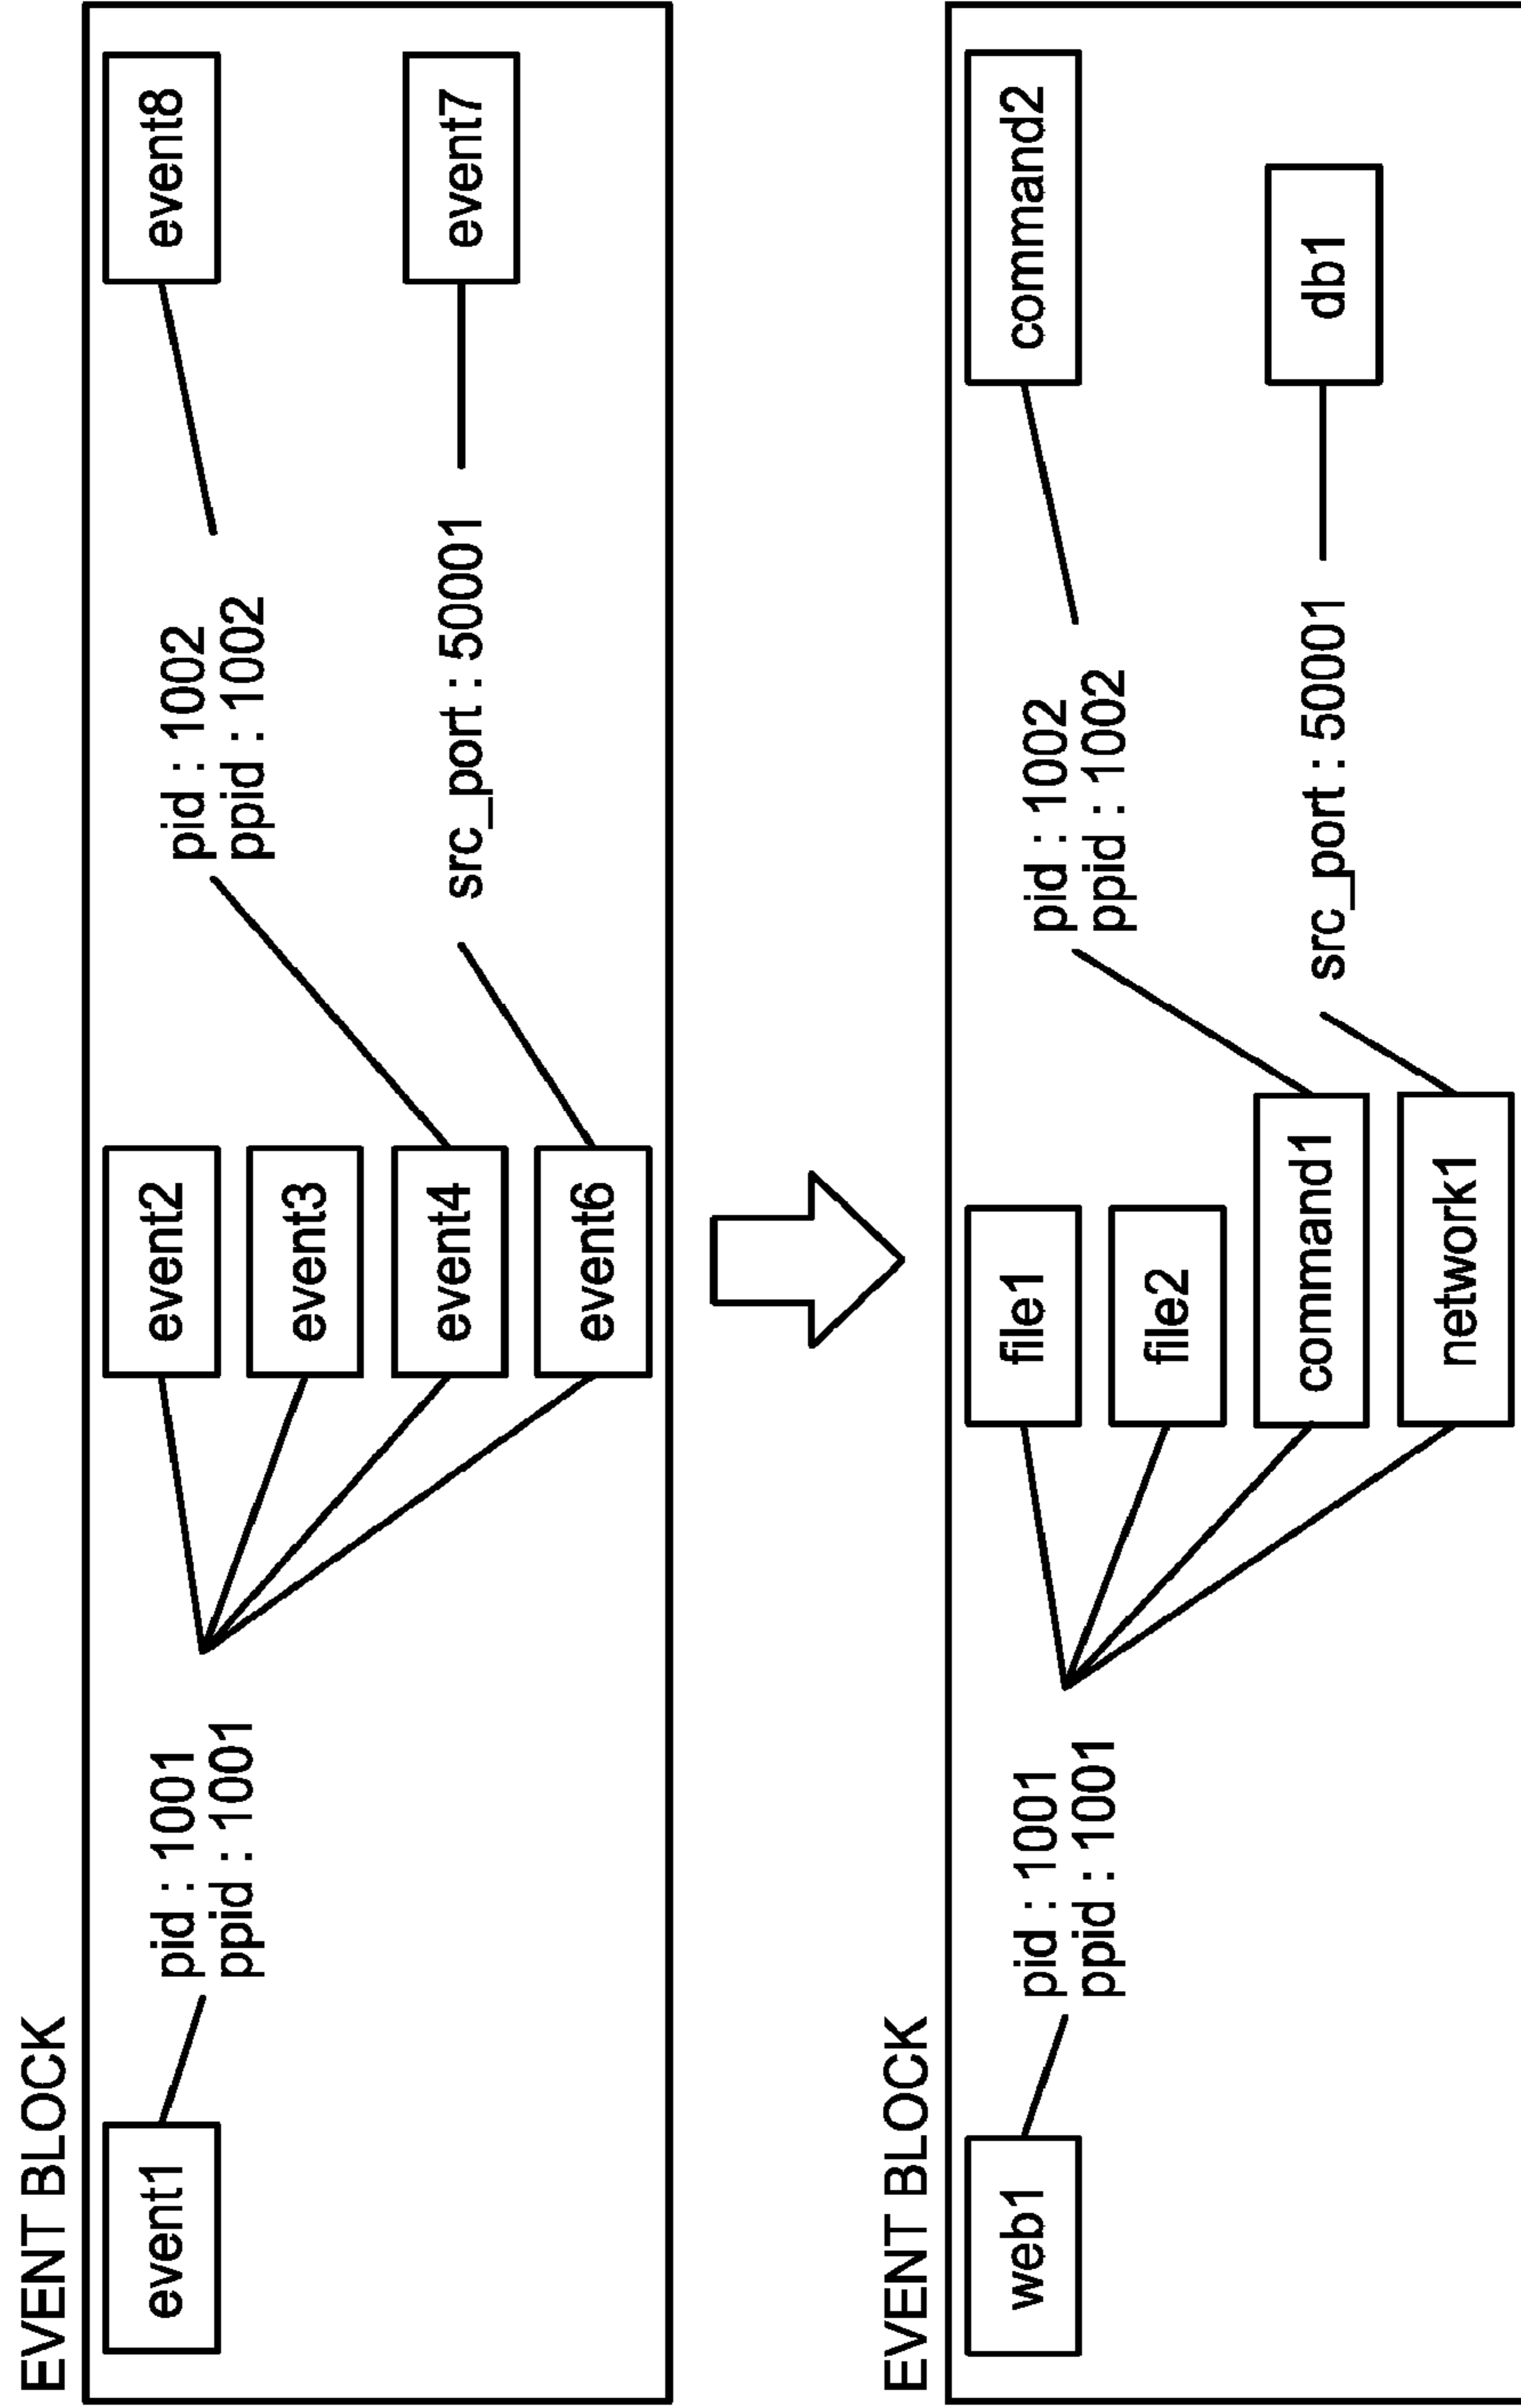 EVENT BLOCK
event1
pid : 1001
ppid : 1001
event2
event3
event4
event6
pid : 1002
ppid : 1002
src_port : 50001
event8
event7
EVENT BLOCK
web1
pid : 1001
ppid : 1001
file1
file2
command1
network1
pid : 1002
ppid : 1002
src_port : 50001
command2
db1